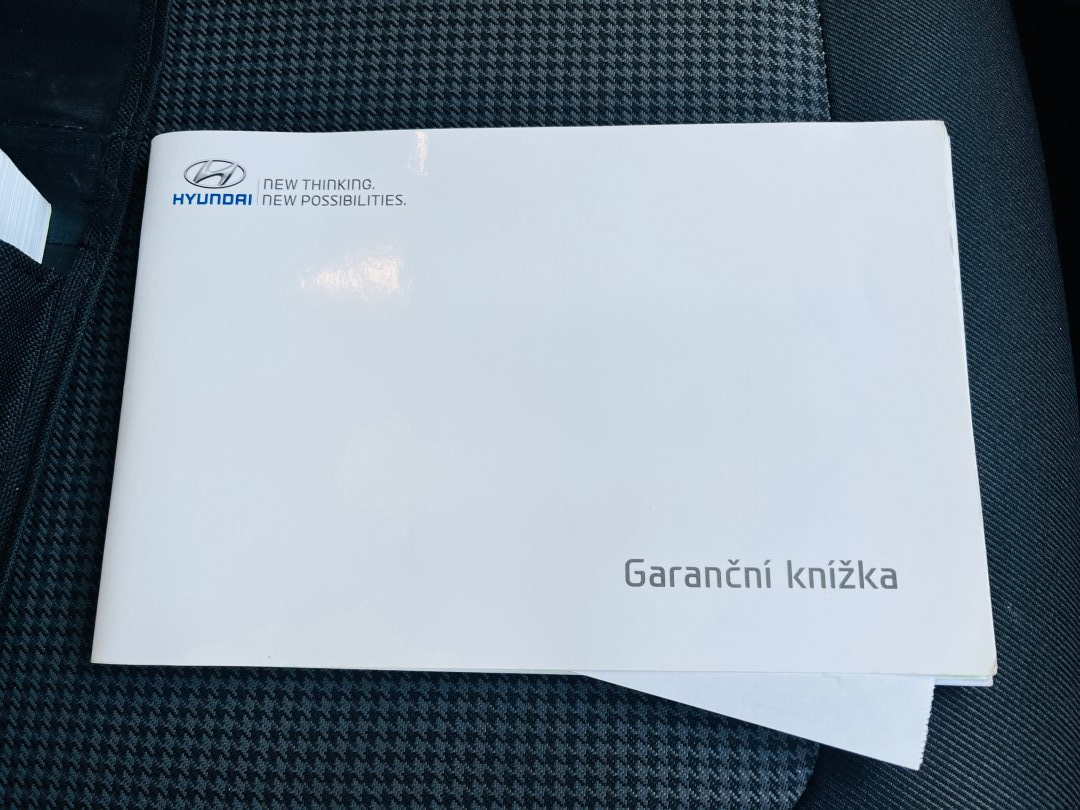 HYUNDAI
NEW THINKING.
NEW POSSIBILITIES.
Garanční knížka